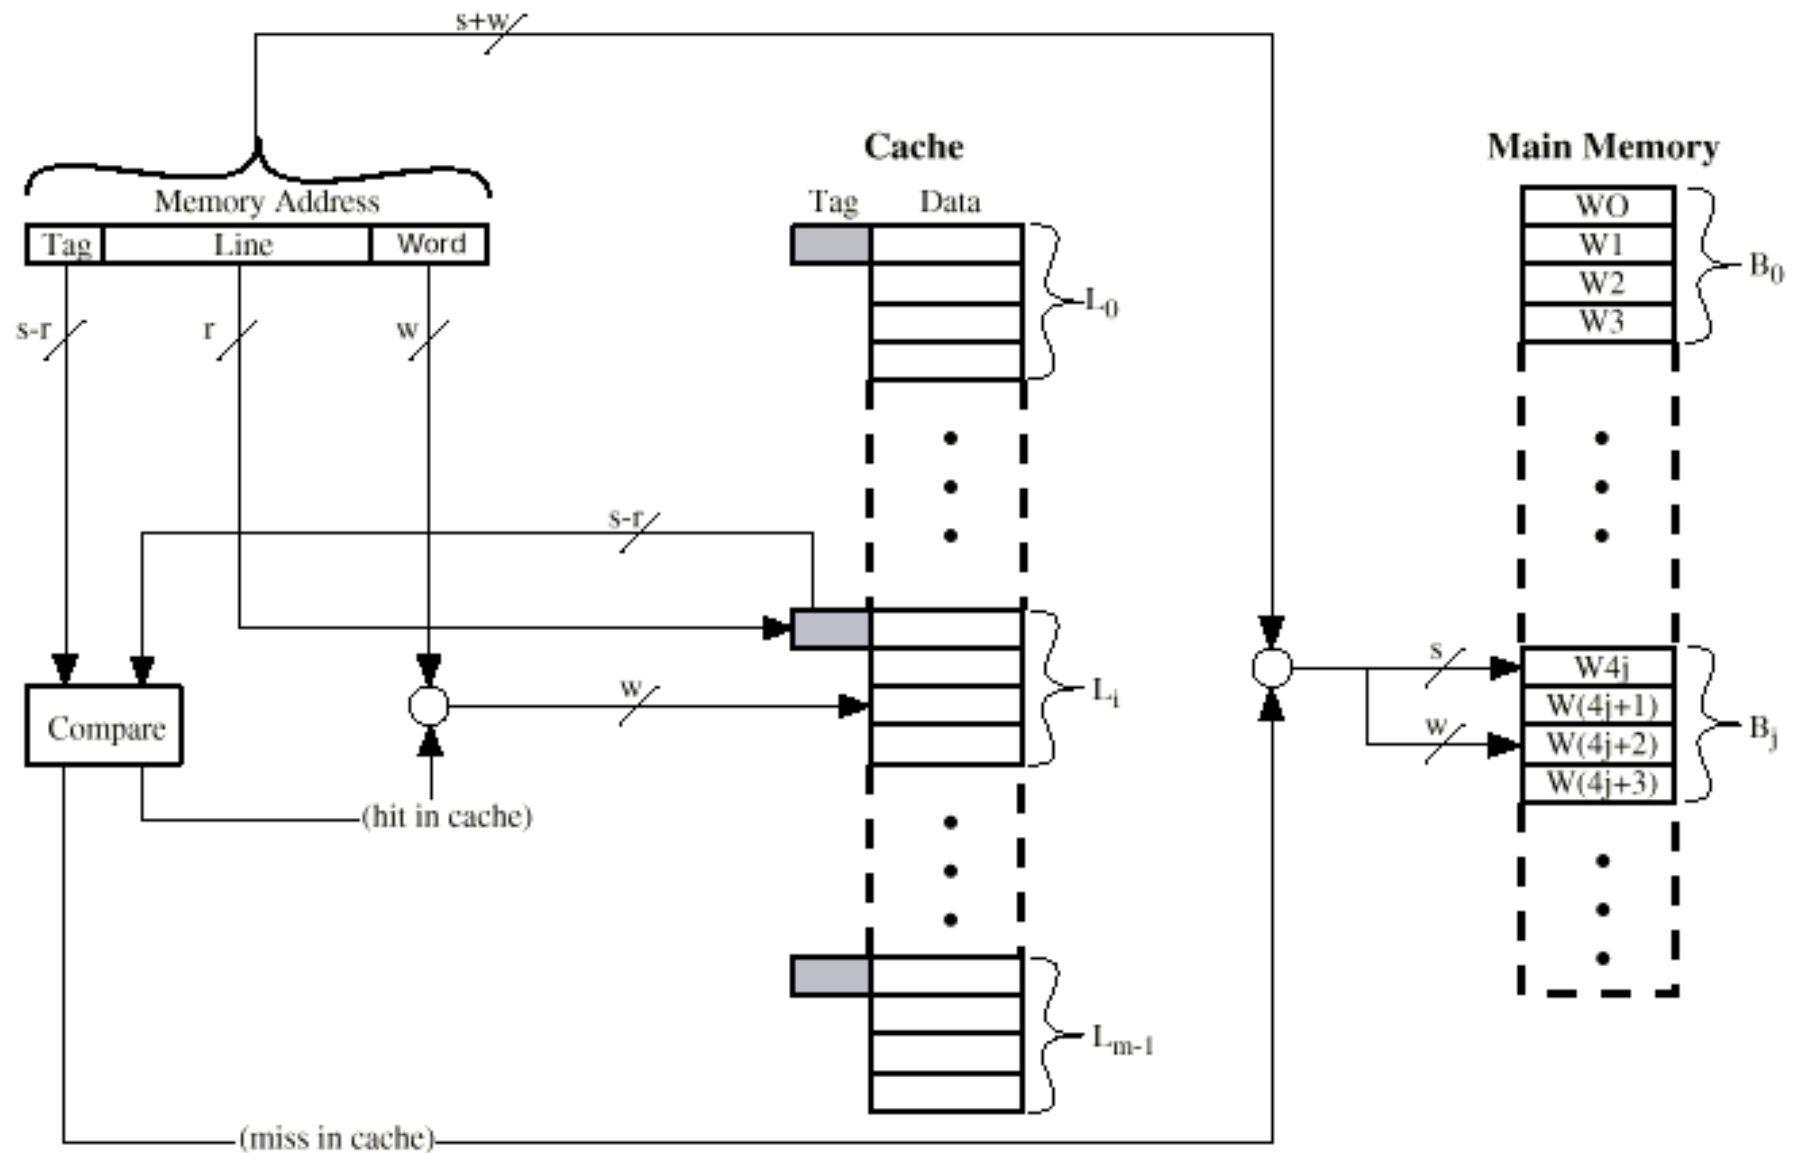 s+w
Cache
Main Memory
Memory Address
Tag Data
Tag Line Word
WO
W1
W2
W3
B0
L0
s-r
r
w
s-r
w
Compare
(hit in cache)
Li
s
w
W4j
W(4j+1)
W(4j+2)
W(4j+3)
Bj
Lm-1
(miss in cache)